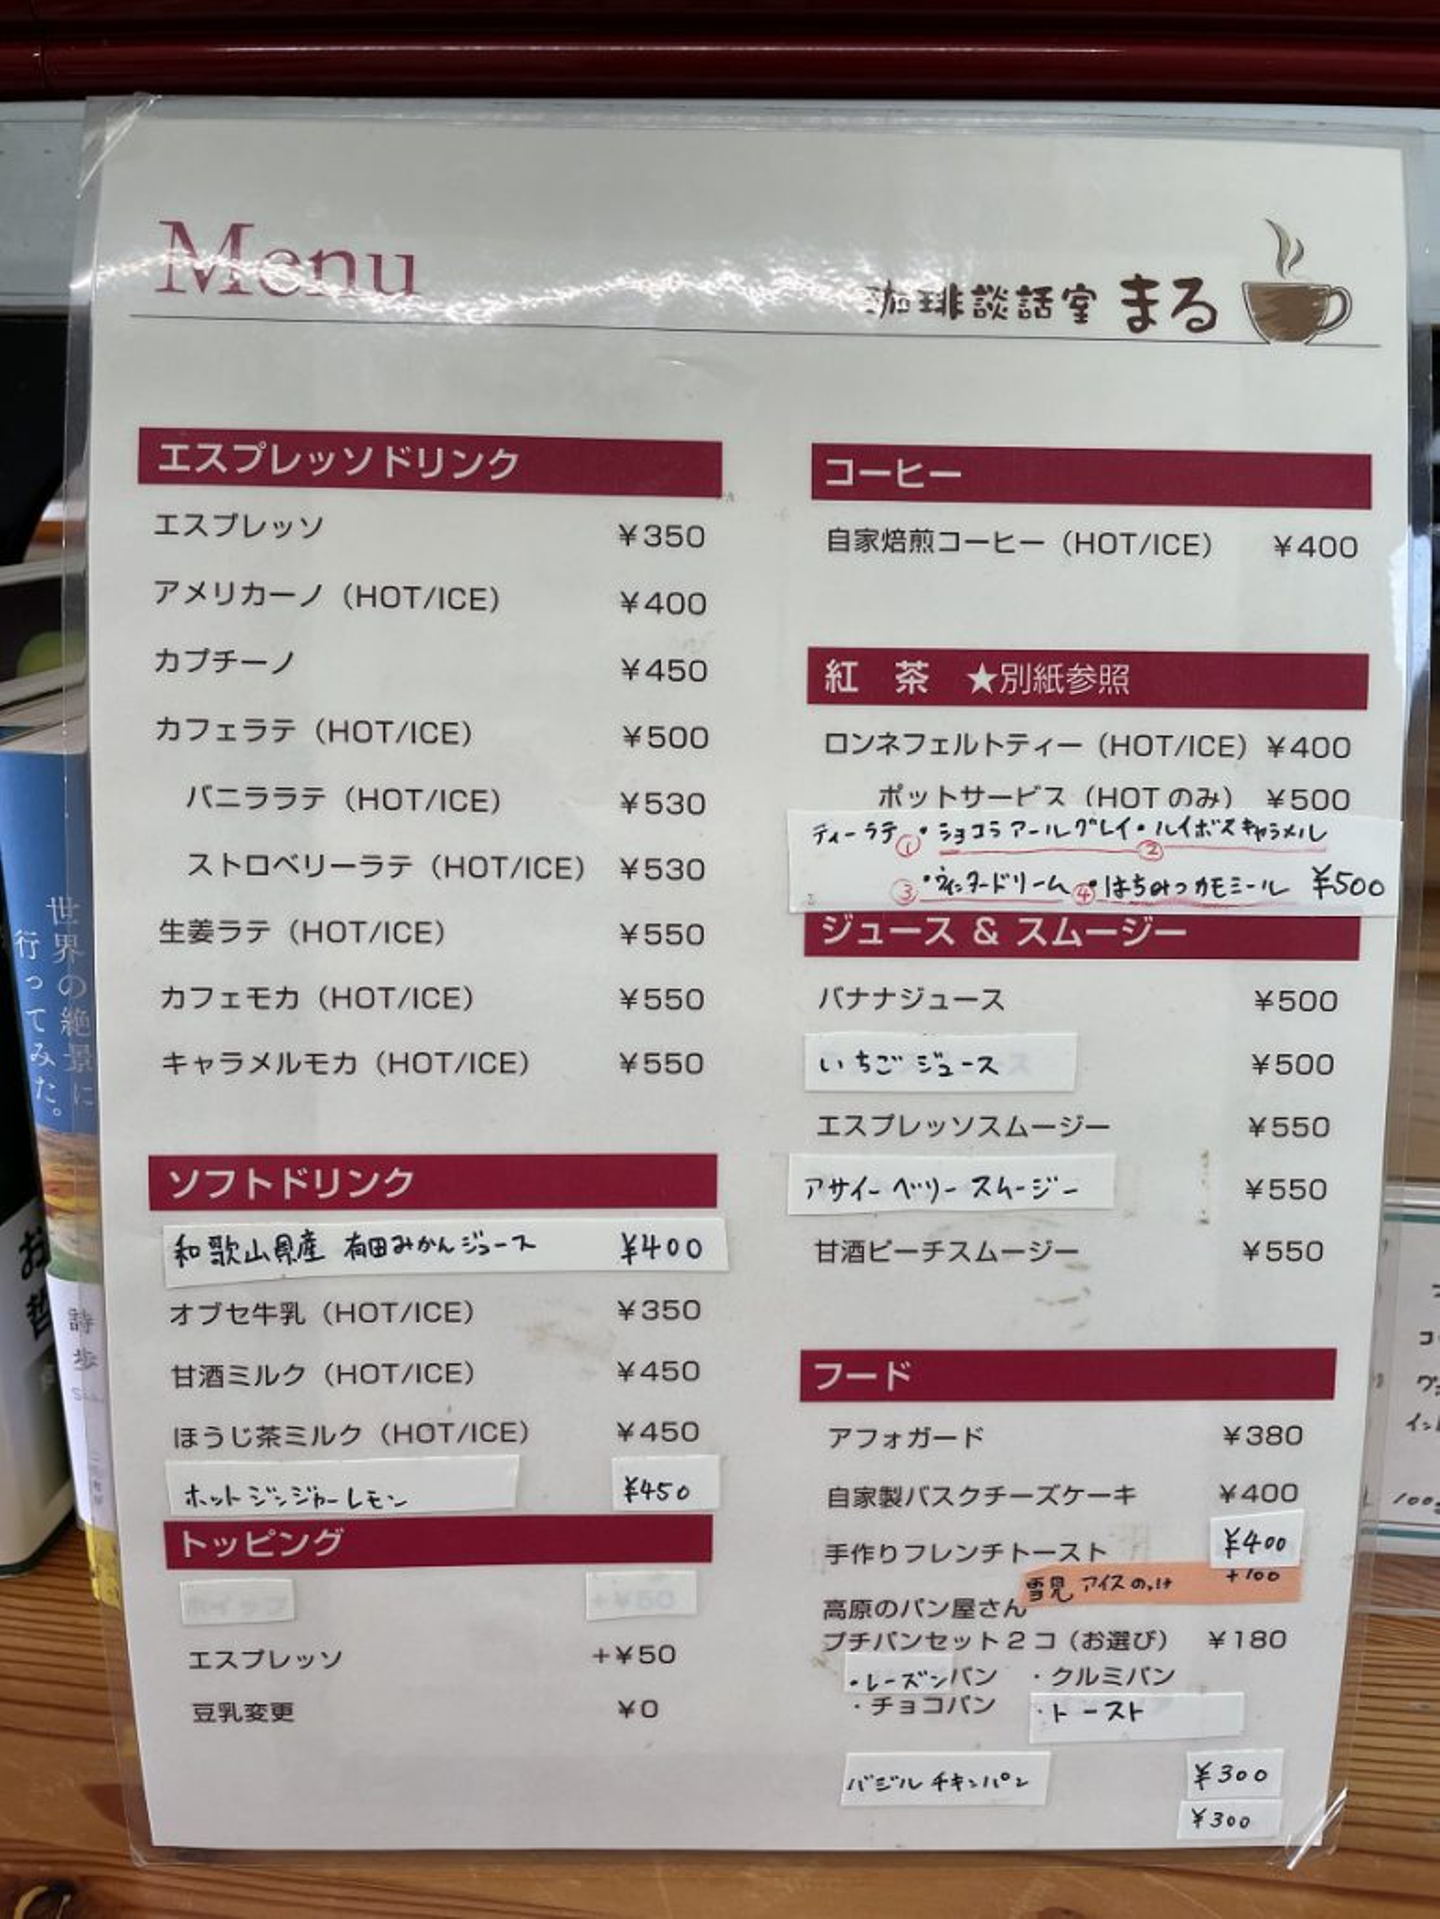 Menu
珈琲談話室 まる
エスプレッソドリンク
エスプレッソ ¥350
アメリカーノ（HOT/ICE） ¥400
カプチーノ ¥450
カフェラテ（HOT/ICE） ¥500
バニララテ（HOT/ICE） ¥530
ストロベリーラテ（HOT/ICE） ¥530
生姜ラテ（HOT/ICE） ¥550
カフェモカ（HOT/ICE） ¥550
キャラメルモカ（HOT/ICE） ¥550
ソフトドリンク
和歌山県産 有田みかんジュース ¥400
オブセ牛乳（HOT/ICE） ¥350
甘酒ミルク（HOT/ICE） ¥450
ほうじ茶ミルク（HOT/ICE） ¥450
ホットジンジャーレモン ¥450
トッピング
ホイップ +¥50
エスプレッソ +¥50
豆乳変更 ¥0
コーヒー
自家焙煎コーヒー（HOT/ICE） ¥400
紅 茶 ★別紙参照
ロンネフェルトティー（HOT/ICE） ¥400
ポットサービス（HOTのみ） ¥500
ティーラテ ①・ショコラアールグレイ・②ルイボスキャラメル
③・ウィンタードリーム ④・はちみつカモミール ¥500
ジュース & スムージー
バナナジュース ¥500
いちごジュース ¥500
エスプレッソスムージー ¥550
アサイーベリースムージー ¥550
甘酒ピーチスムージー ¥550
フード
アフォガード ¥380
自家製バスクチーズケーキ ¥400
手作りフレンチトースト ¥400
雪見アイスのっけ +100
高原のパン屋さん
プチパンセット2コ（お選び） ¥180
・レーズンパン ・クルミパン
・チョコパン ・トースト
バジルチキンパン ¥300
¥300
世界の絶景に
行ってみた。
詩歩